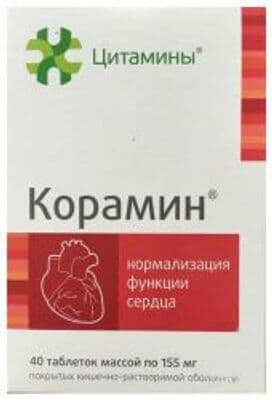 Цитамины®
Корамин®
нормализация
функции
сердца
40 таблеток массой по 155 мг
покрытых кишечно-растворимой оболочкой